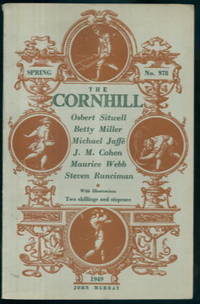 SPRING No. 978
THE
CORNHILL
Osbert Sitwell
Betty Miller
Michael Jaffé
J. M. Cohen
Maurice Webb
Steven Runciman
With Illustrations
Two shillings and sixpence
1949
JOHN MURRAY